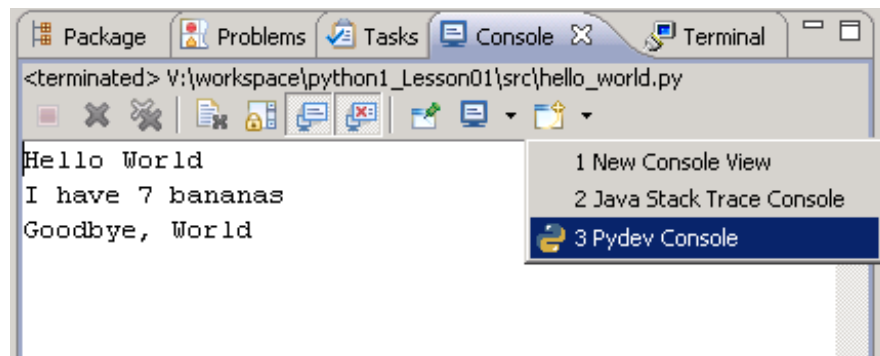 Package Problems Tasks Console Terminal
<terminated> V:\workspace\python1_Lesson01\src\hello_world.py
Hello World
I have 7 bananas
Goodbye, World
1 New Console View
2 Java Stack Trace Console
3 Pydev Console